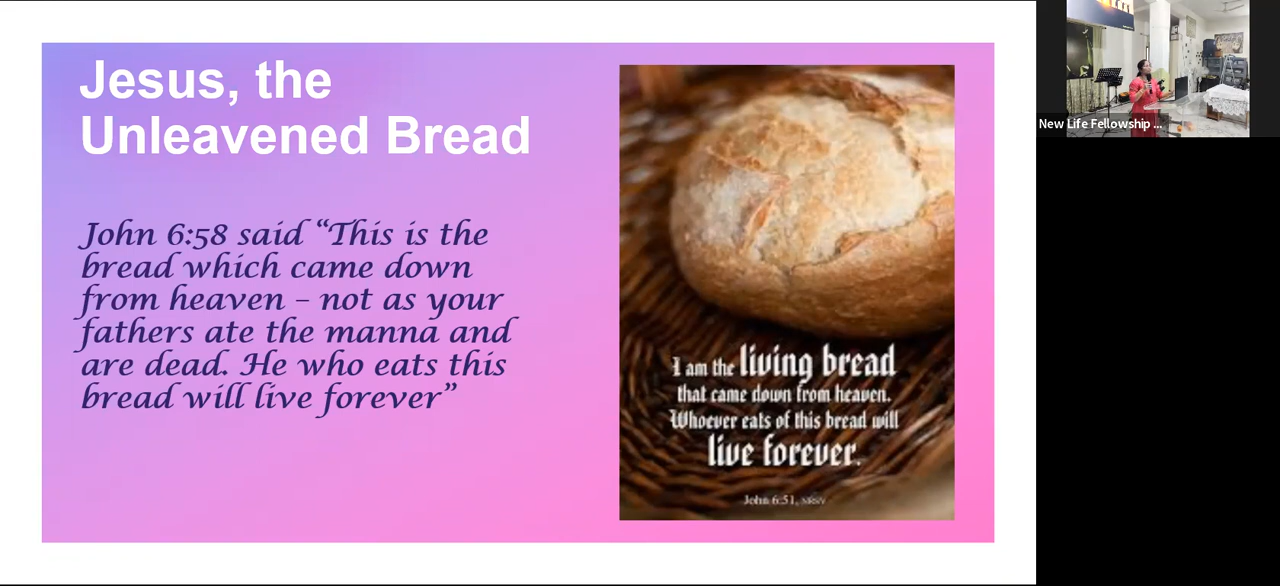 Jesus, the
Unleavened Bread
John 6:58 said “This is the
bread which came down
from heaven – not as your
fathers ate the manna and
are dead. He who eats this
bread will live forever”
I am the living bread
that came down from heaven.
Whoever eats of this bread will
live forever.
John 6:51, NRSV
New Life Fellowship ...